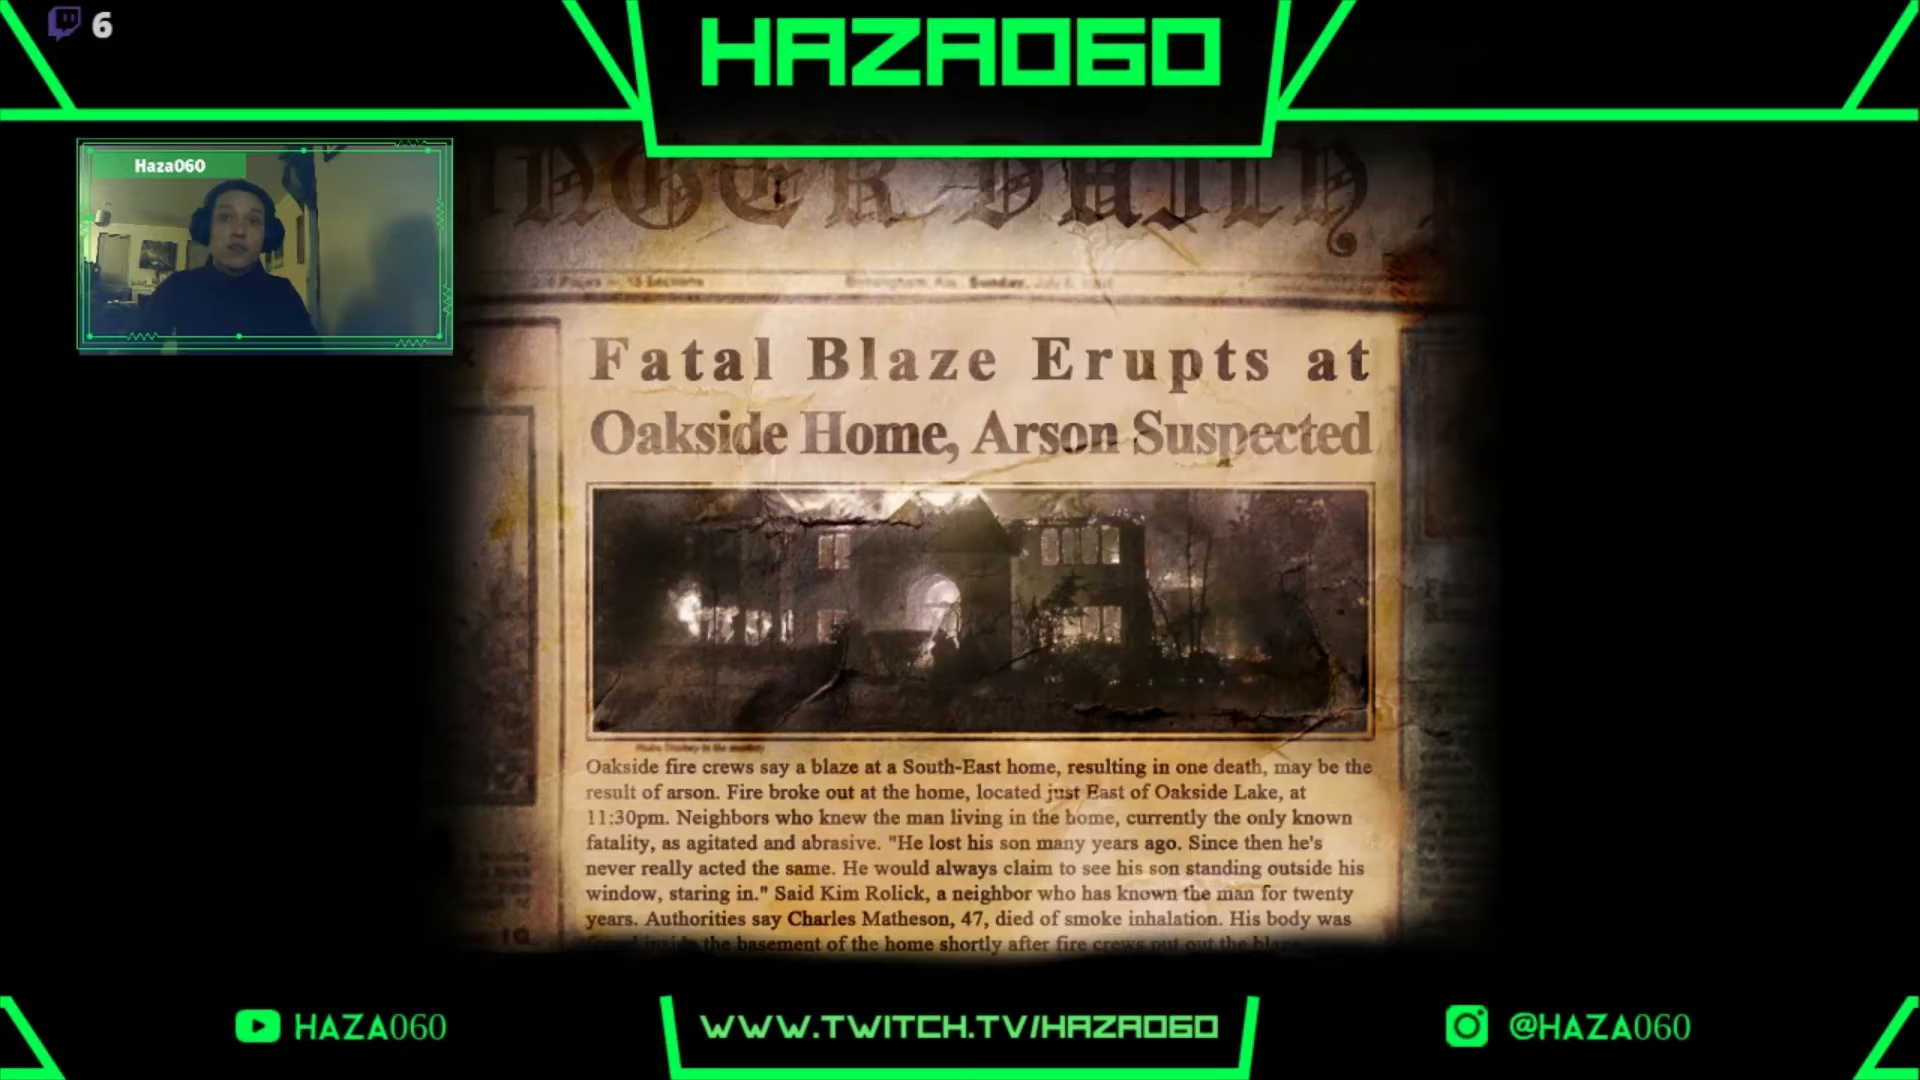 6
HAZA060
Haza060
DAILY
Fatal Blaze Erupts at
Oakside Home, Arson Suspected
Oakside fire crews say a blaze at a South-East home, resulting in one death, may be the
result of arson. Fire broke out at the home, located just East of Oakside Lake, at
11:30pm. Neighbors who knew the man living in the home, currently the only known
fatality, as agitated and abrasive. "He lost his son many years ago. Since then he's
never really acted the same. He would always claim to see his son standing outside his
window, staring in." Said Kim Rolick, a neighbor who has known the man for twenty
years. Authorities say Charles Matheson, 47, died of smoke inhalation. His body was
found inside the basement of the home shortly after fire crews put out the blaze
HAZA060
WWW.TWITCH.TV/HAZA060
@HAZA060